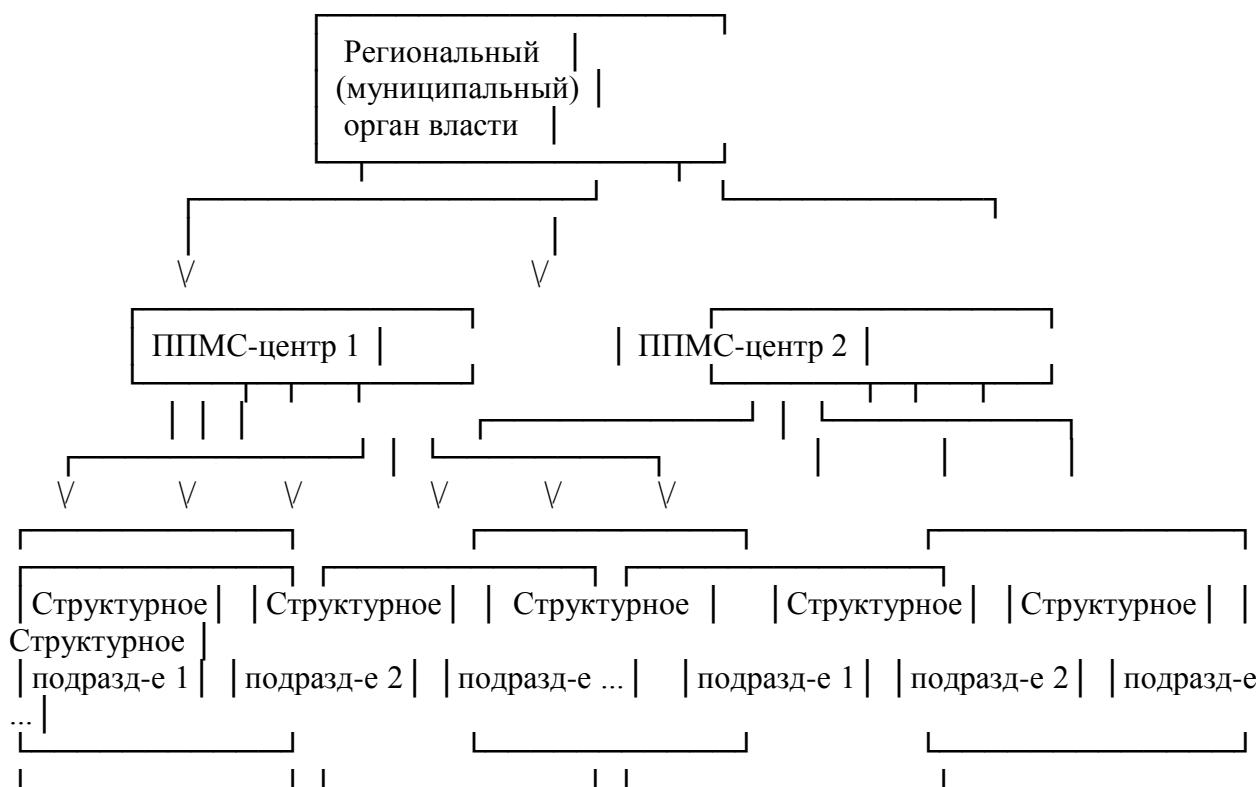 Региональный
(муниципальный)
орган власти
ППМС-центр 1 ППМС-центр 2
Структурное Структурное Структурное Структурное Структурное
Структурное
подразд-е 1 подразд-е 2 подразд-е ... подразд-е 1 подразд-е 2 подразд-е
...